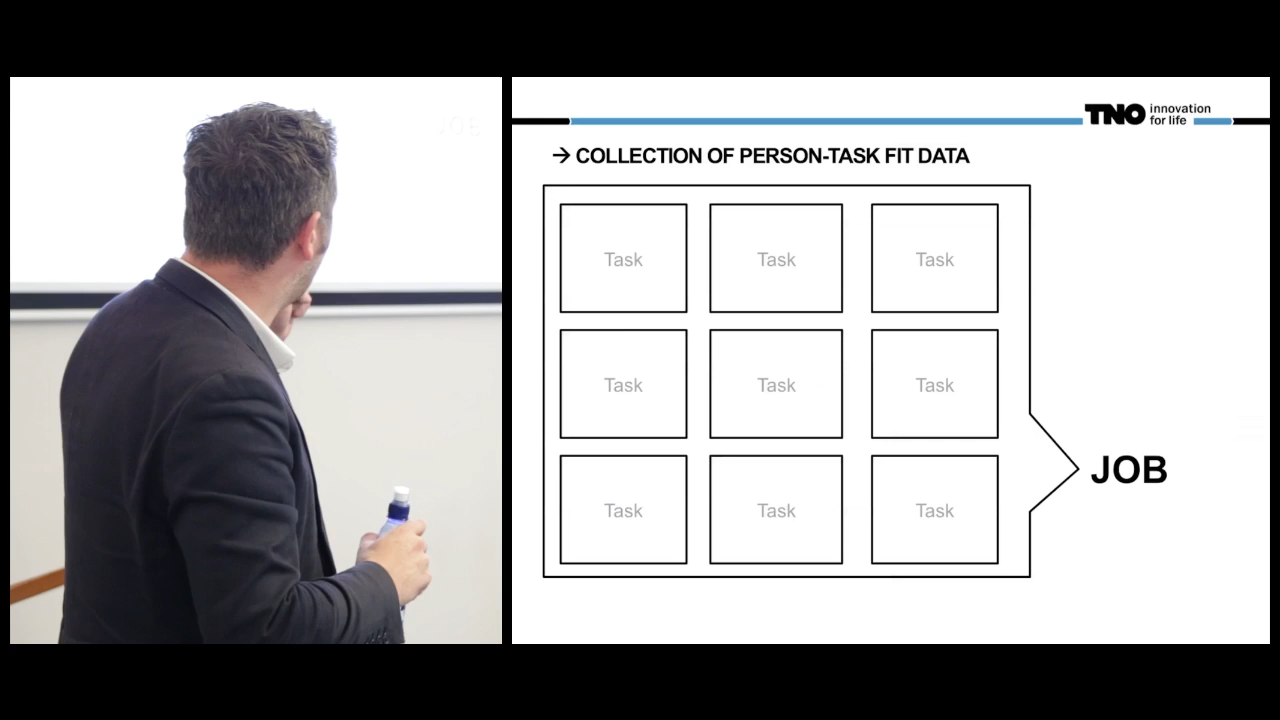 TNO innovation
for life
→ COLLECTION OF PERSON-TASK FIT DATA
Task Task Task
Task Task Task
Task Task Task
JOB